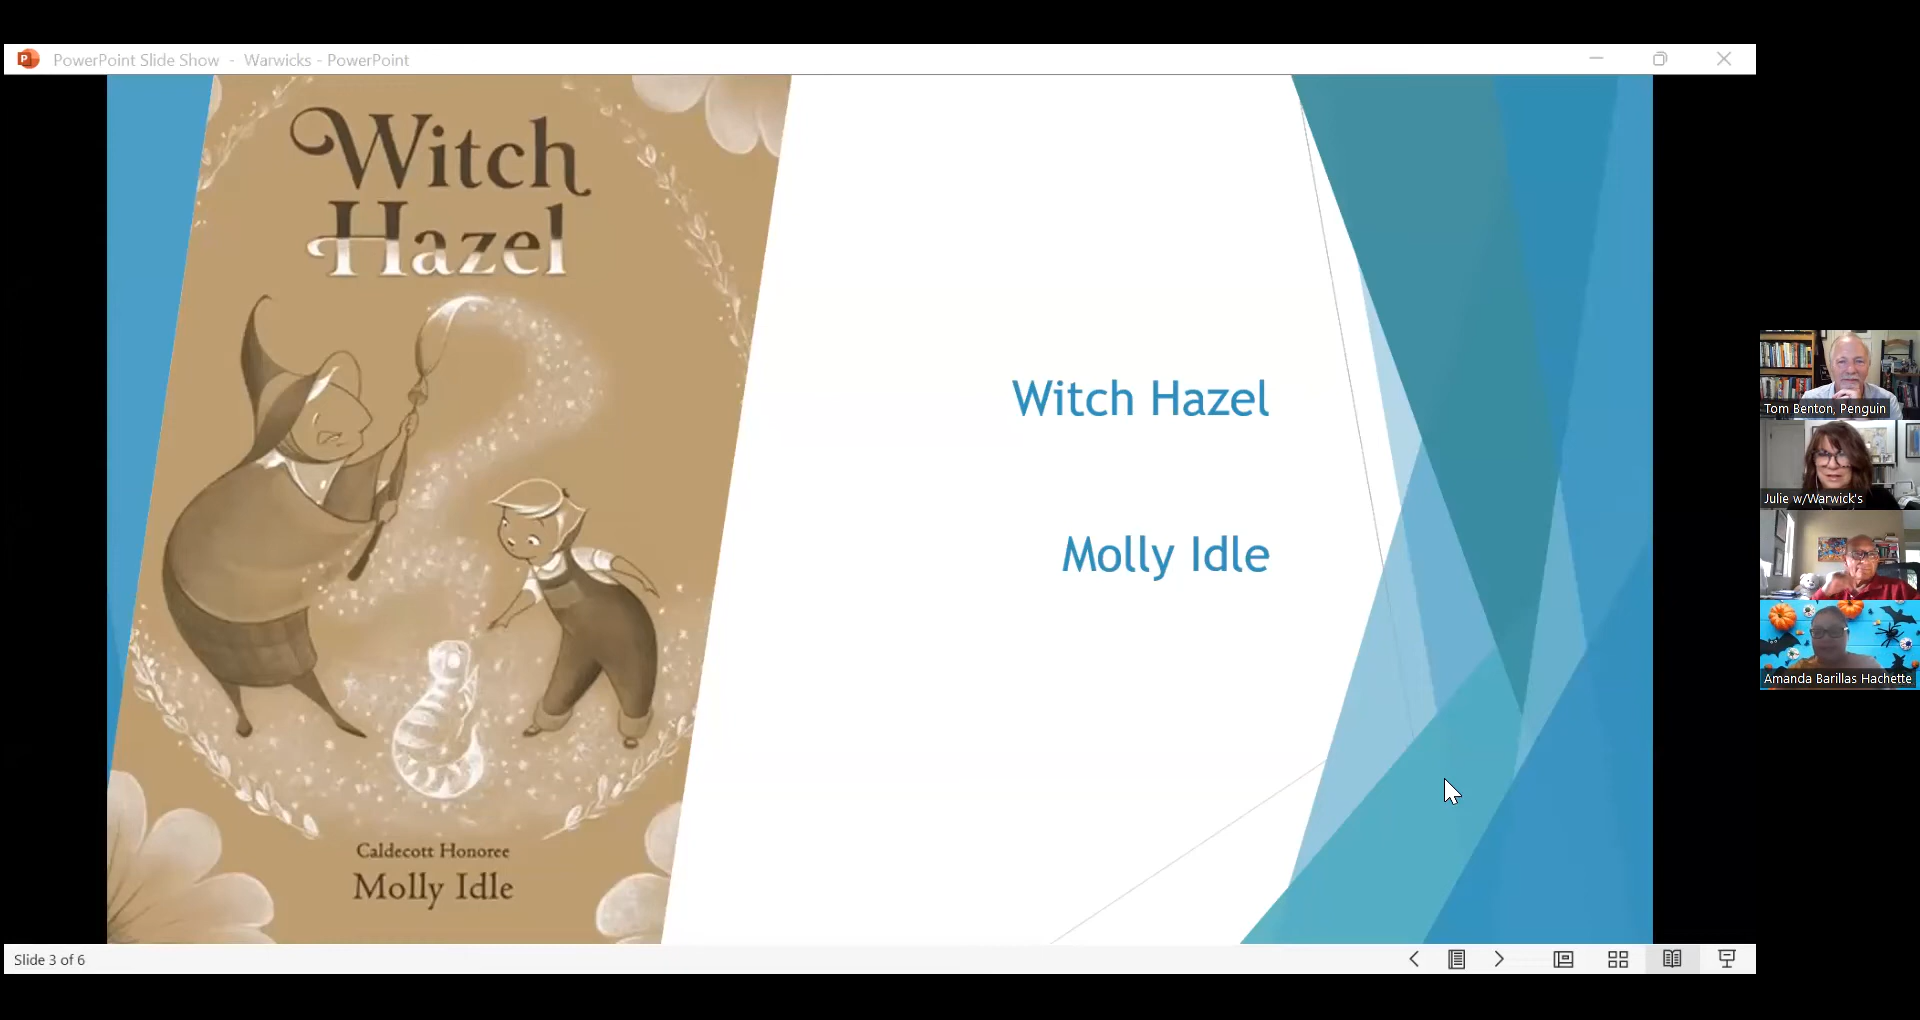 PowerPoint Slide Show - Warwicks - PowerPoint
Witch
Hazel
Caldecott Honoree
Molly Idle
Witch Hazel
Molly Idle
Tom Benton, Penguin
Julie w/Warwick's
Amanda Barillas Hachette
Slide 3 of 6